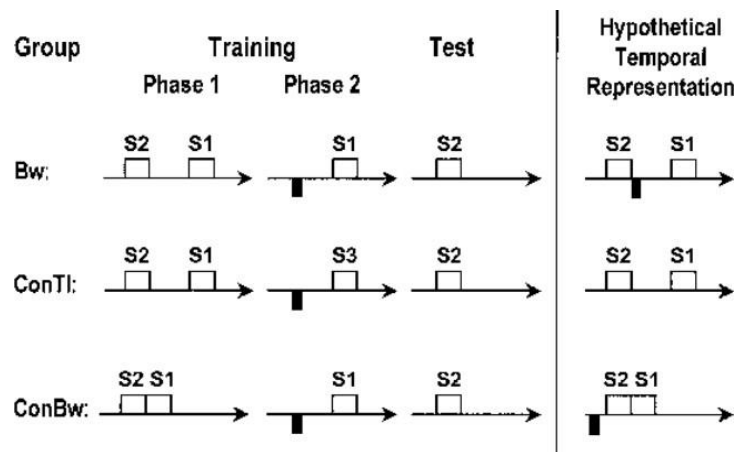 Group Training Test Hypothetical
Temporal
Phase 1 Phase 2 Representation
S2 S1 S1 S2 S2 S1
Bw:
S2 S1 S3 S2 S2 S1
ConTI:
S2 S1 S1 S2 S2 S1
ConBw: